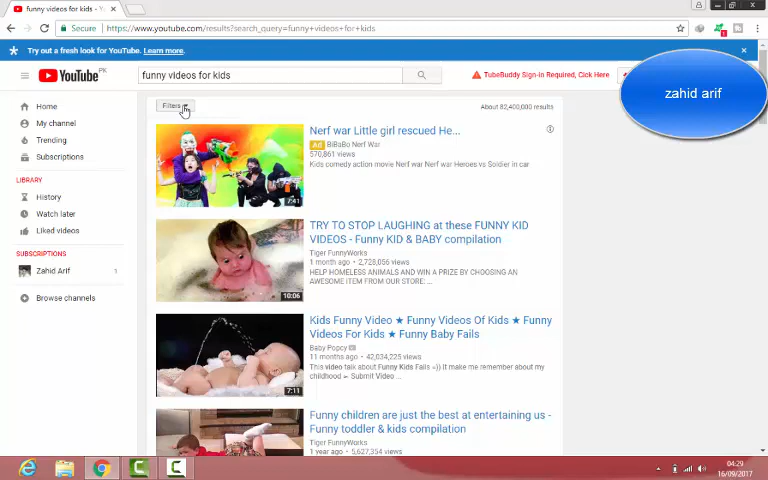 funny videos for kids - You
Secure
https://www.youtube.com/results?search_query=funny+videos+for+kids
Try out a fresh look for YouTube. Learn more.
YouTube PK
funny videos for kids
TubeBuddy Sign-in Required, Click Here
zahid arif
Home
My channel
Trending
Subscriptions
LIBRARY
History
Watch later
Liked videos
SUBSCRIPTIONS
Zahid Arif 1
Browse channels
Filters
About 82,400,000 results
Nerf war Little girl rescued He...
Ad BiBaBo Nerf War
570,861 views
Kids comedy action movie Nerf war Nerf war Heroes vs Soldier in car
7:41
TRY TO STOP LAUGHING at these FUNNY KID
VIDEOS - Funny KID & BABY compilation
Tiger FunnyWorks
1 month ago • 2,728,056 views
HELP HOMELESS ANIMALS AND WIN A PRIZE BY CHOOSING AN
AWESOME ITEM FROM OUR STORE: ...
10:06
Kids Funny Video ★ Funny Videos Of Kids ★ Funny
Videos For Kids ★ Funny Baby Fails
Baby Popcy
11 months ago • 42,034,225 views
This video talk about Funny Kids Fails =)) It make me remember about my
childhood ← Submit Video ...
7:11
Funny children are just the best at entertaining us -
Funny toddler & kids compilation
Tiger FunnyWorks
1 year ago • 5,627,354 views
04:29
16/09/2017